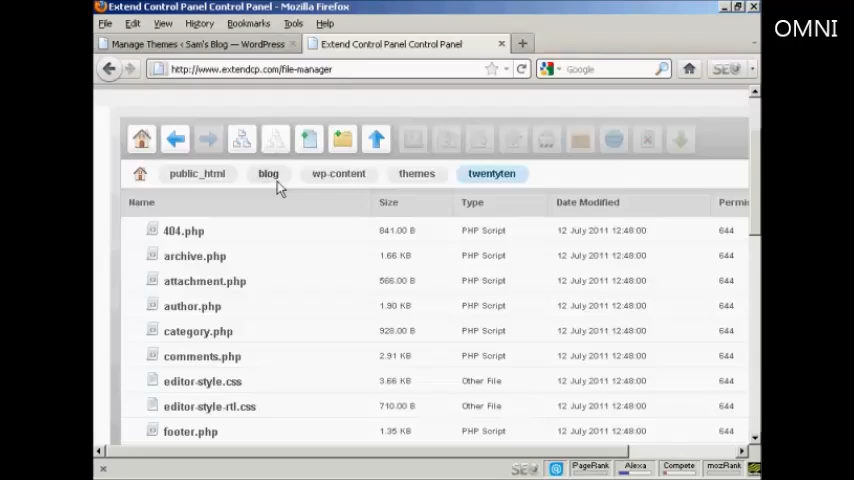 Extend Control Panel Control Panel - Mozilla Firefox
File Edit View History Bookmarks Tools Help
OMNI
Manage Themes ‹ Sam's Blog — WordPress
Extend Control Panel Control Panel
http://www.extendcp.com/file-manager
Google
SEO
public_html blog wp-content themes twentyten
Name Size Type Date Modified Permi
404.php 841.00 B PHP Script 12 July 2011 12:48:00 644
archive.php 1.66 KB PHP Script 12 July 2011 12:48:00 644
attachment.php 566.00 B PHP Script 12 July 2011 12:48:00 644
author.php 1.90 KB PHP Script 12 July 2011 12:48:00 644
category.php 928.00 B PHP Script 12 July 2011 12:48:00 644
comments.php 2.91 KB PHP Script 12 July 2011 12:48:00 644
editor-style.css 3.66 KB Other File 12 July 2011 12:48:00 644
editor-style-rtl.css 710.00 B Other File 12 July 2011 12:48:00 644
footer.php 1.35 KB PHP Script 12 July 2011 12:48:00 644
SEO PageRank Alexa Compete mozRank